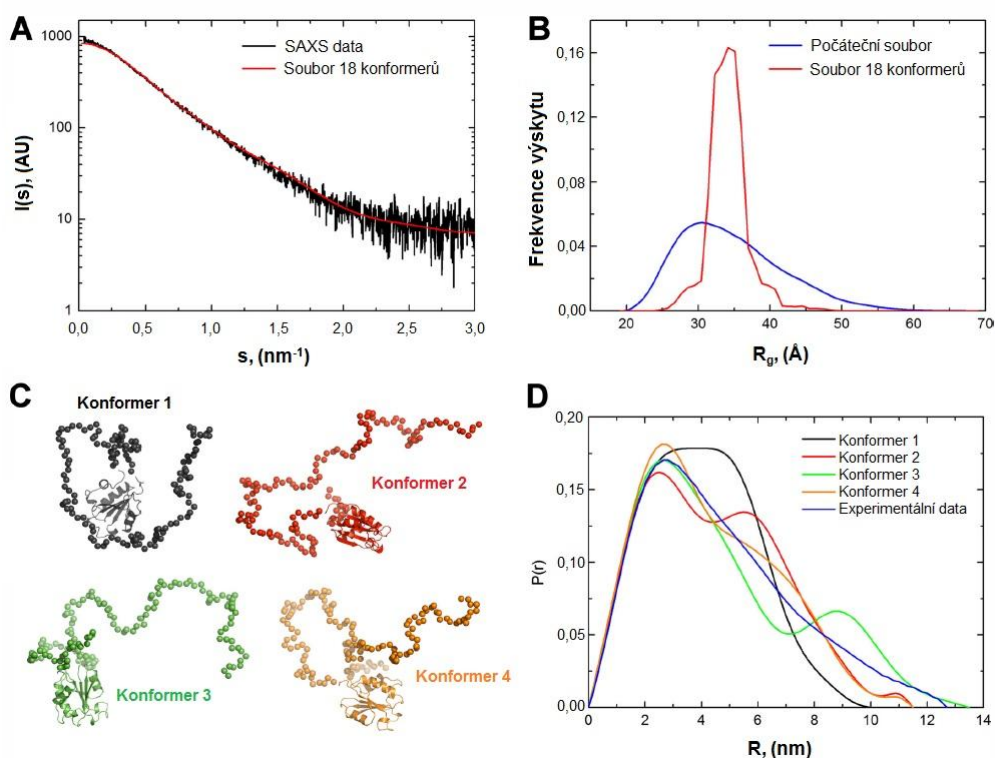 A
1000
100
10
1
I(s), (AU)
SAXS data
Soubor 18 konformerů
0,0 0,5 1,0 1,5 2,0 2,5 3,0
s, (nm⁻¹)
B
0,16
0,12
0,08
0,04
0,00
Frekvence výskytu
Počáteční soubor
Soubor 18 konformerů
20 30 40 50 60 70
Rg, (Å)
C
Konformer 1
Konformer 2
Konformer 3
Konformer 4
D
0,20
0,15
0,10
0,05
0,00
P(r)
Konformer 1
Konformer 2
Konformer 3
Konformer 4
Experimentální data
0 2 4 6 8 10 12 14
R, (nm)